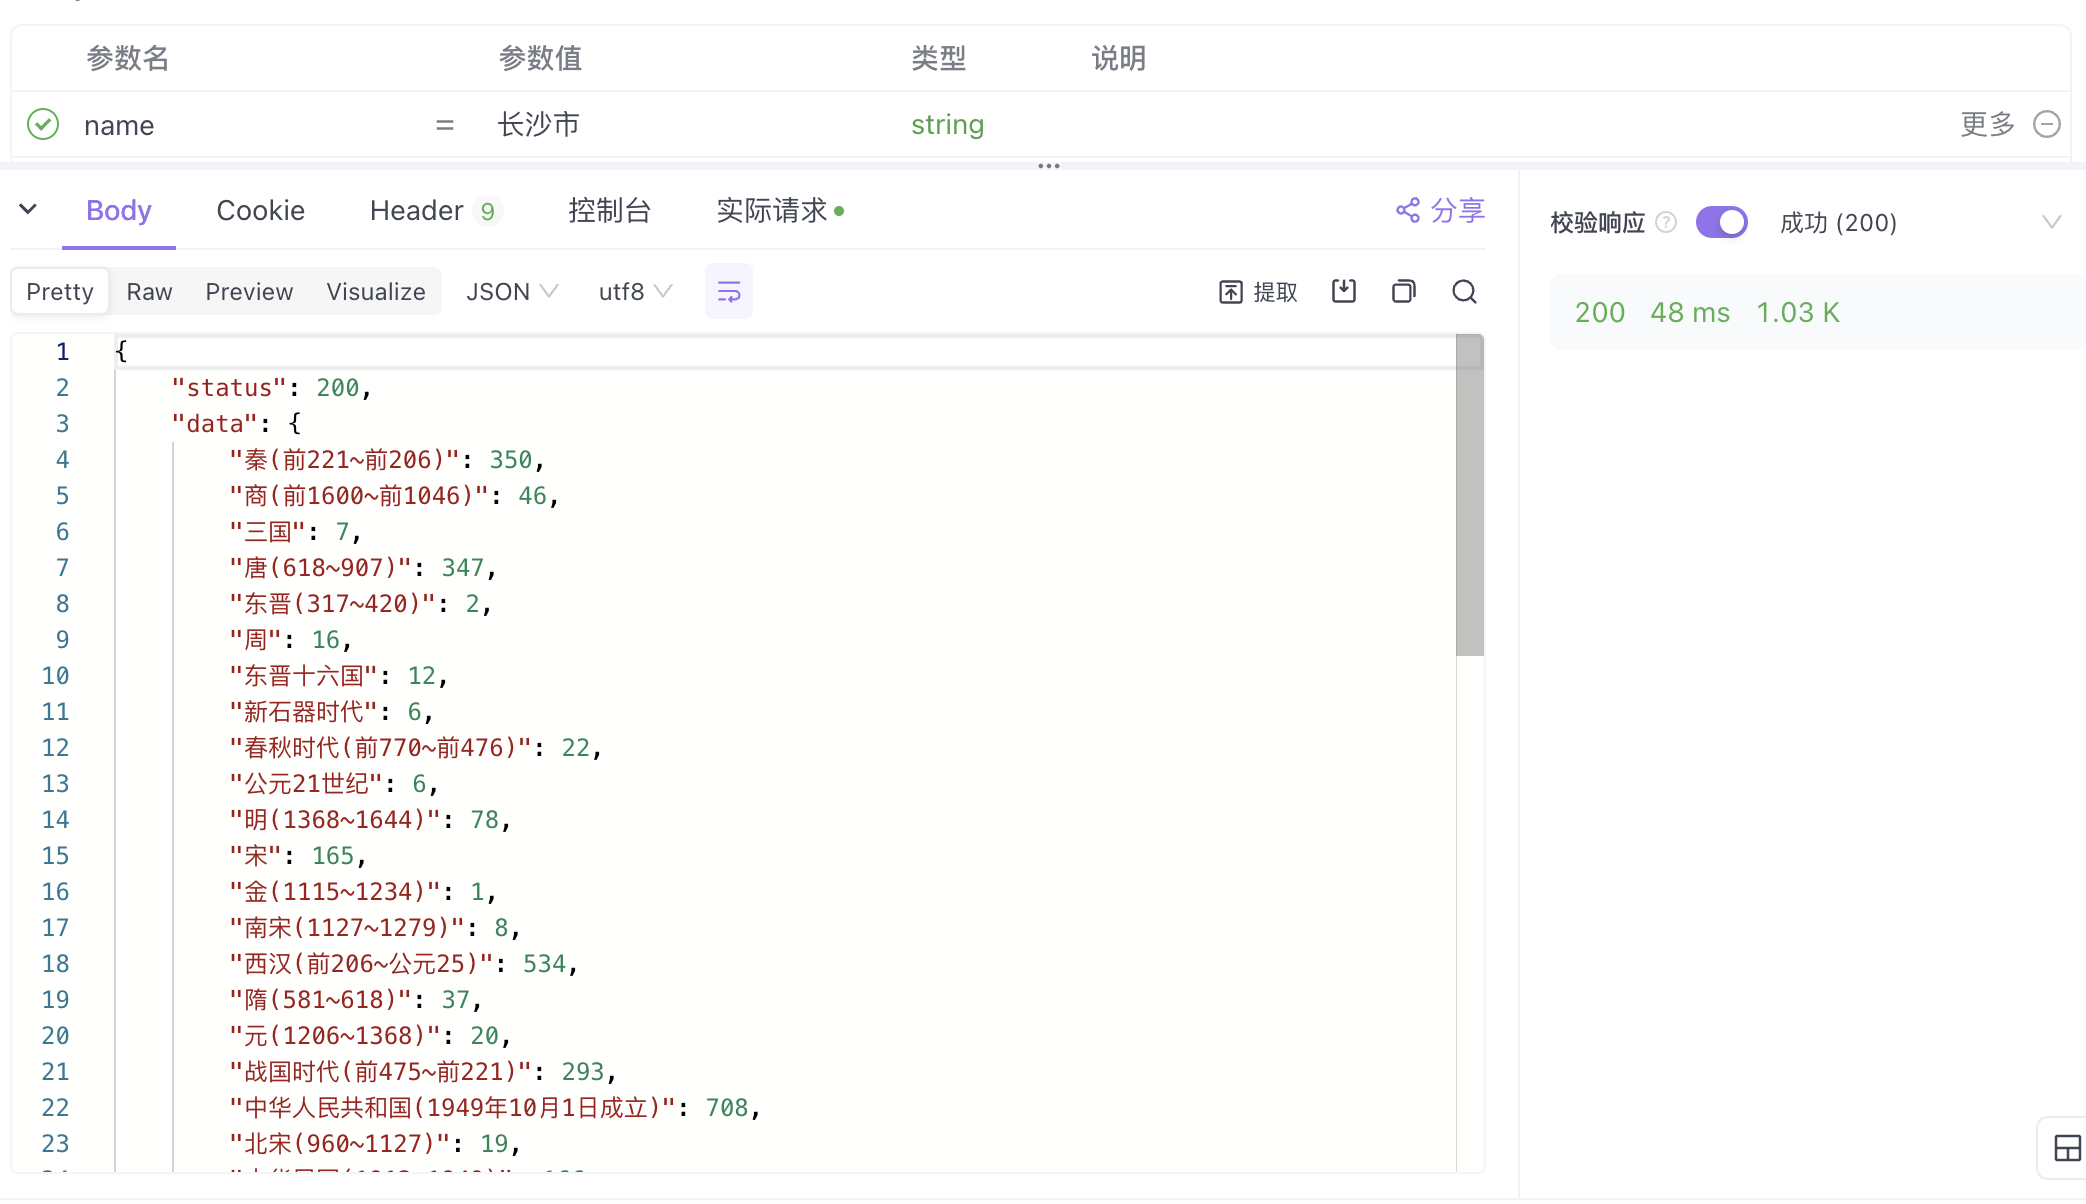 参数名 参数值 类型 说明
name = 长沙市 string 更多
Body Cookie Header 9 控制台 实际请求 分享
校验响应 ? 成功 (200)
Pretty Raw Preview Visualize JSON utf8 提取
200 48 ms 1.03 K
1 {
2 "status": 200,
3 "data": {
4 "秦(前221~前206)": 350,
5 "商(前1600~前1046)": 46,
6 "三国": 7,
7 "唐(618~907)": 347,
8 "东晋(317~420)": 2,
9 "周": 16,
10 "东晋十六国": 12,
11 "新石器时代": 6,
12 "春秋时代(前770~前476)": 22,
13 "公元21世纪": 6,
14 "明(1368~1644)": 78,
15 "宋": 165,
16 "金(1115~1234)": 1,
17 "南宋(1127~1279)": 8,
18 "西汉(前206~公元25)": 534,
19 "隋(581~618)": 37,
20 "元(1206~1368)": 20,
21 "战国时代(前475~前221)": 293,
22 "中华人民共和国(1949年10月1日成立)": 708,
23 "北宋(960~1127)": 19,